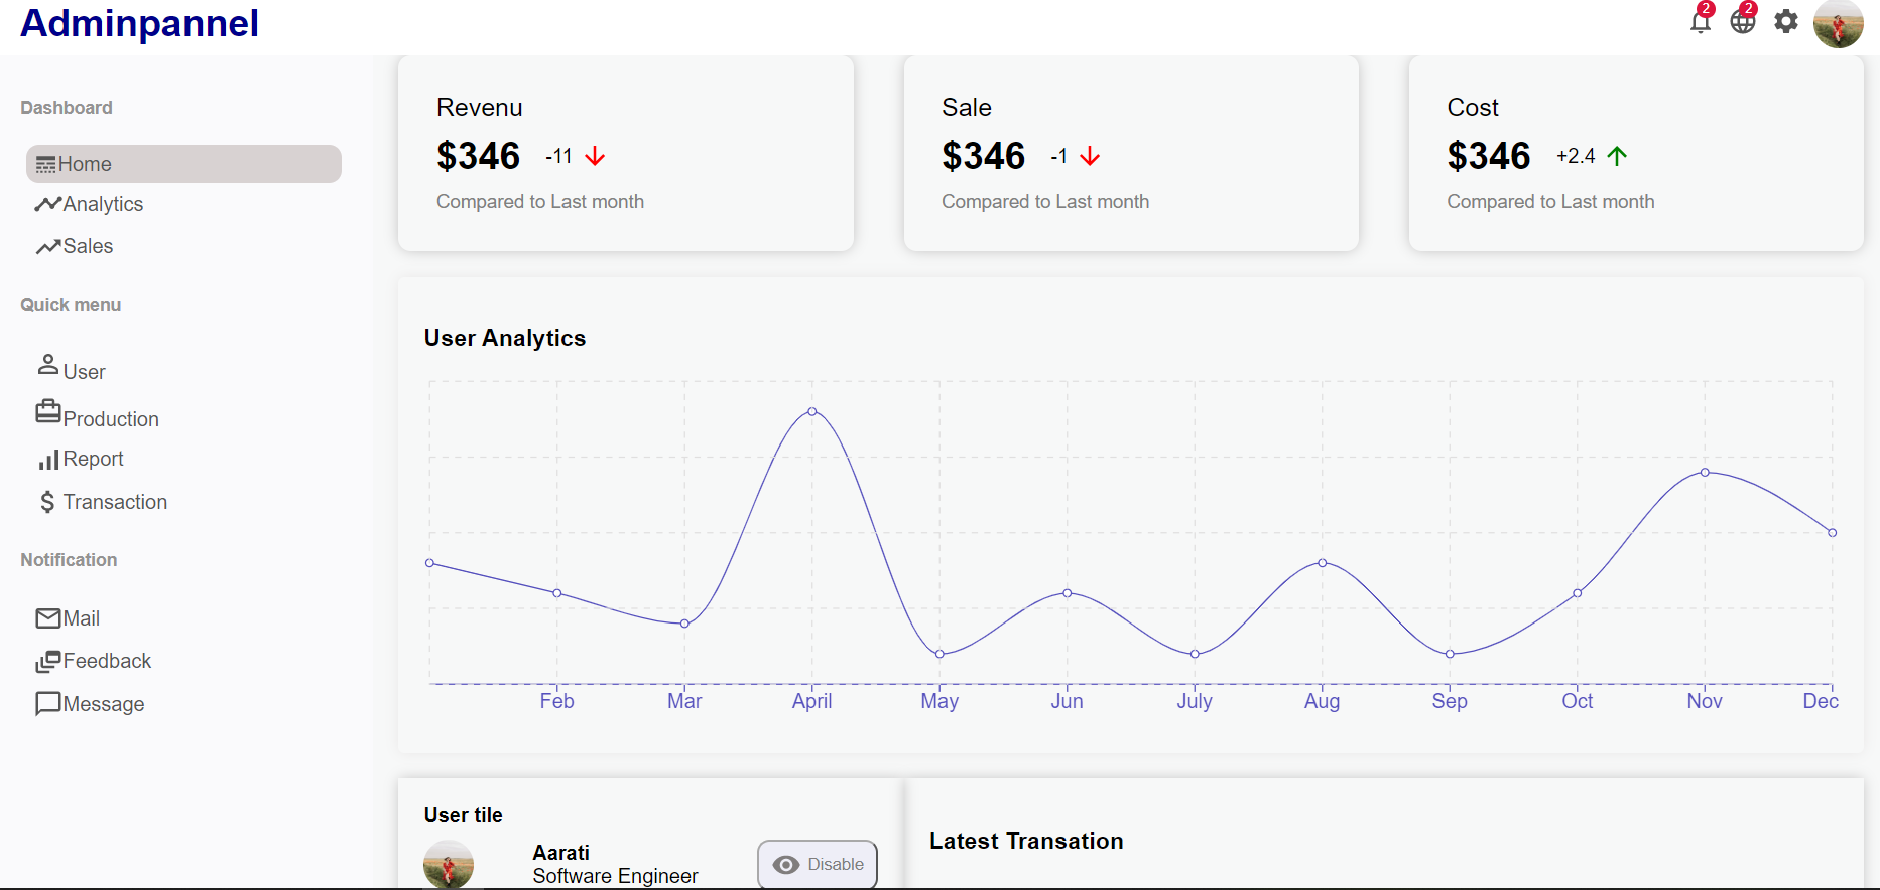 Adminpannel
2
2
Dashboard
Home
Analytics
Sales
Quick menu
User
Production
Report
Transaction
Notification
Mail
Feedback
Message
Revenu
$346 -11
Compared to Last month
Sale
$346 -1
Compared to Last month
Cost
$346 +2.4
Compared to Last month
User Analytics
Feb Mar April May Jun July Aug Sep Oct Nov Dec
User tile
Aarati
Software Engineer
Disable
Latest Transation